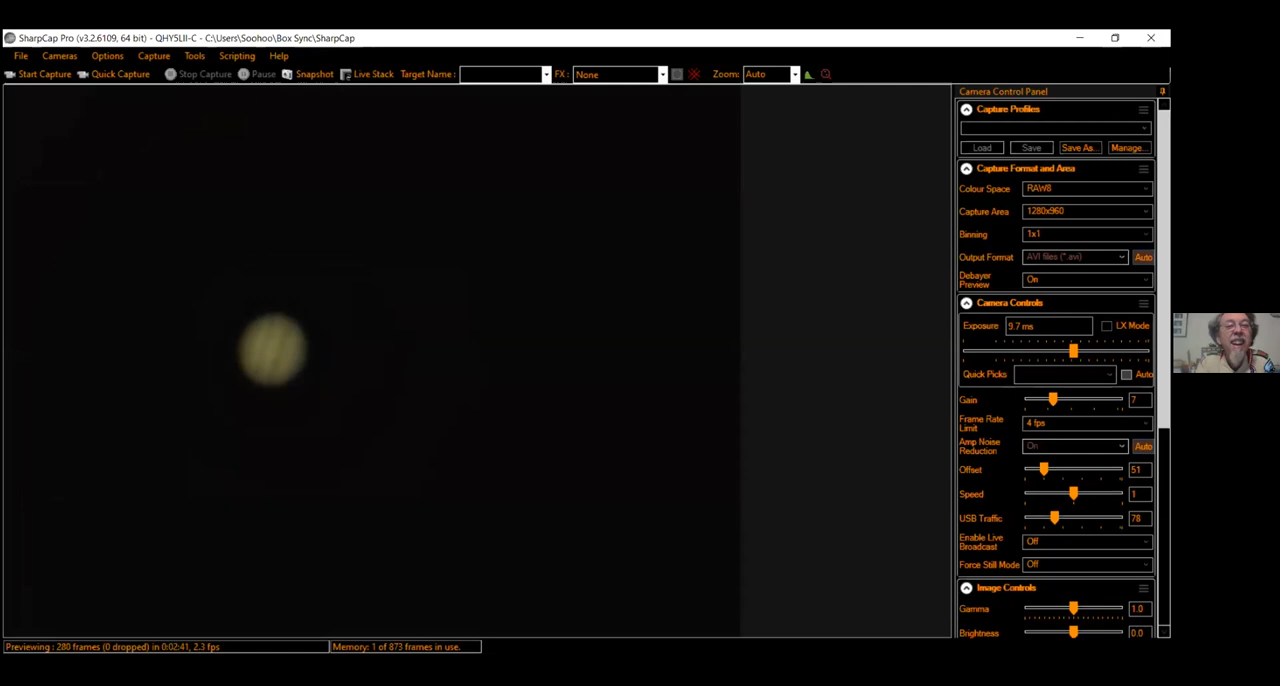 SharpCap Pro (v3.2.6109, 64 bit) - QHY5LII-C - C:\Users\Soohoo\Box Sync\SharpCap
File Cameras Options Capture Tools Scripting Help
Start Capture Quick Capture Stop Capture Pause Snapshot Live Stack Target Name : FX : None Zoom: Auto
Camera Control Panel
Capture Profiles
Load Save Save As... Manage...
Capture Format and Area
Colour Space RAW8
Capture Area 1280x960
Binning 1x1
Output Format AVI files (*.avi) Auto
Debayer Preview On
Camera Controls
Exposure 9.7 ms LX Mode
Quick Picks Auto
Gain 7
Frame Rate Limit 4 fps
Amp Noise Reduction On Auto
Offset 51
Speed 1
USB Traffic 78
Enable Live Broadcast Off
Force Still Mode Off
Image Controls
Gamma 1.0
Brightness 0.0
Previewing : 280 frames (0 dropped) in 0:02:41, 2.3 fps Memory: 1 of 873 frames in use.